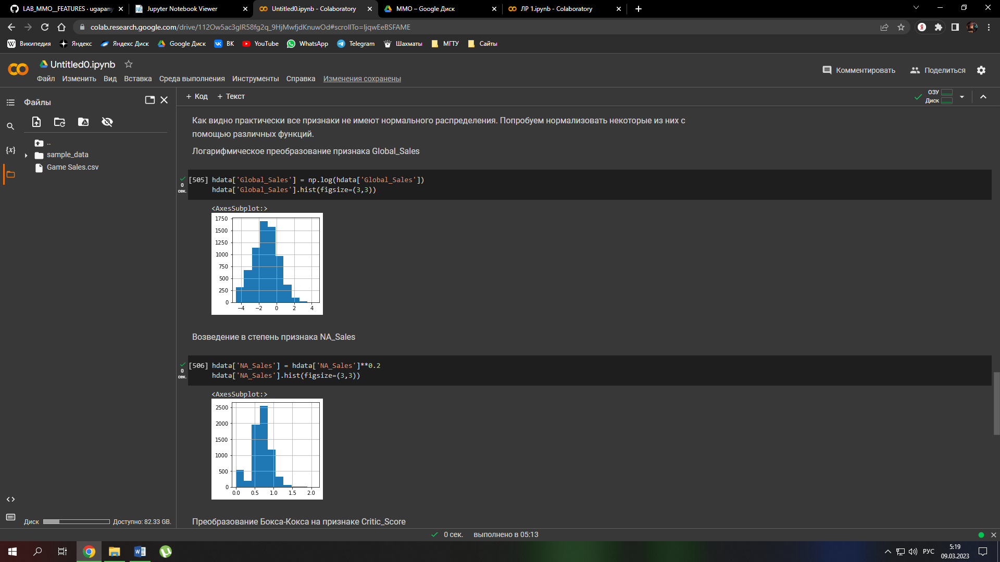 LAB_MMO__FEATURES · ugapany
Jupyter Notebook Viewer
Untitled0.ipynb - Colaboratory
ММО – Google Диск
ЛР 1.ipynb - Colaboratory
colab.research.google.com/drive/112Ow5ac3glR58fg2q_9HjMwfjdKnuwOd#scrollTo=IjqwEeBSFAME
Википедия
Яндекс
Яндекс Диск
Google Диск
ВК
YouTube
WhatsApp
Telegram
Шахматы
МГТУ
Сайты
Untitled0.ipynb
Файл Изменить Вид Вставка Среда выполнения Инструменты Справка Изменения сохранены
Комментировать
Поделиться
Файлы
+ Код + Текст
ОЗУ
Диск
..
sample_data
Game Sales.csv
{x}
Как видно практически все признаки не имеют нормального распределения. Попробуем нормализовать некоторые из них с
помощью различных функций.
Логарифмическое преобразование признака Global_Sales
0
сек.
[505] hdata['Global_Sales'] = np.log(hdata['Global_Sales'])
hdata['Global_Sales'].hist(figsize=(3,3))
<AxesSubplot:>
1750
1500
1250
1000
750
500
250
0
−4 −2 0 2 4
Возведение в степень признака NA_Sales
0
сек.
[506] hdata['NA_Sales'] = hdata['NA_Sales']**0.2
hdata['NA_Sales'].hist(figsize=(3,3))
<AxesSubplot:>
2500
2000
1500
1000
500
0
0.0 0.5 1.0 1.5 2.0
Преобразование Бокса-Кокса на признаке Critic_Score
Диск
Доступно: 82.33 GB.
0 сек. выполнено в 05:13
РУС
5:19
09.03.2023